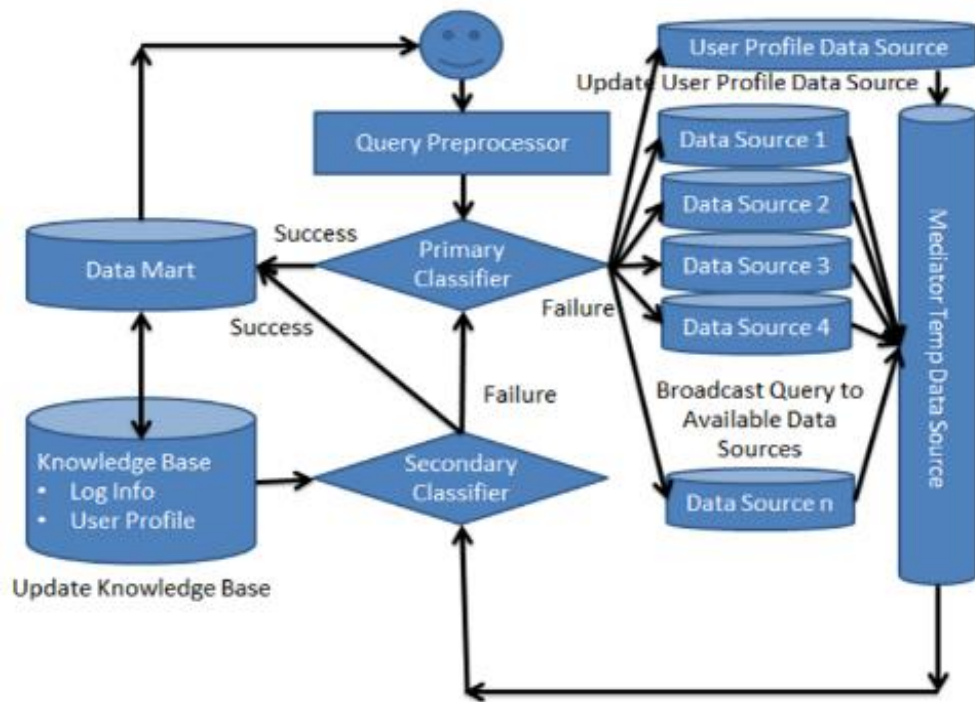 User Profile Data Source
Update User Profile Data Source
Query Preprocessor
Data Source 1
Data Source 2
Success
Primary
Classifier
Data Mart
Data Source 3
Failure
Success
Data Source 4
Mediator Temp Data Source
Failure
Broadcast Query to
Available Data
Sources
Knowledge Base
• Log Info
• User Profile
Secondary
Classifier
Data Source n
Update Knowledge Base